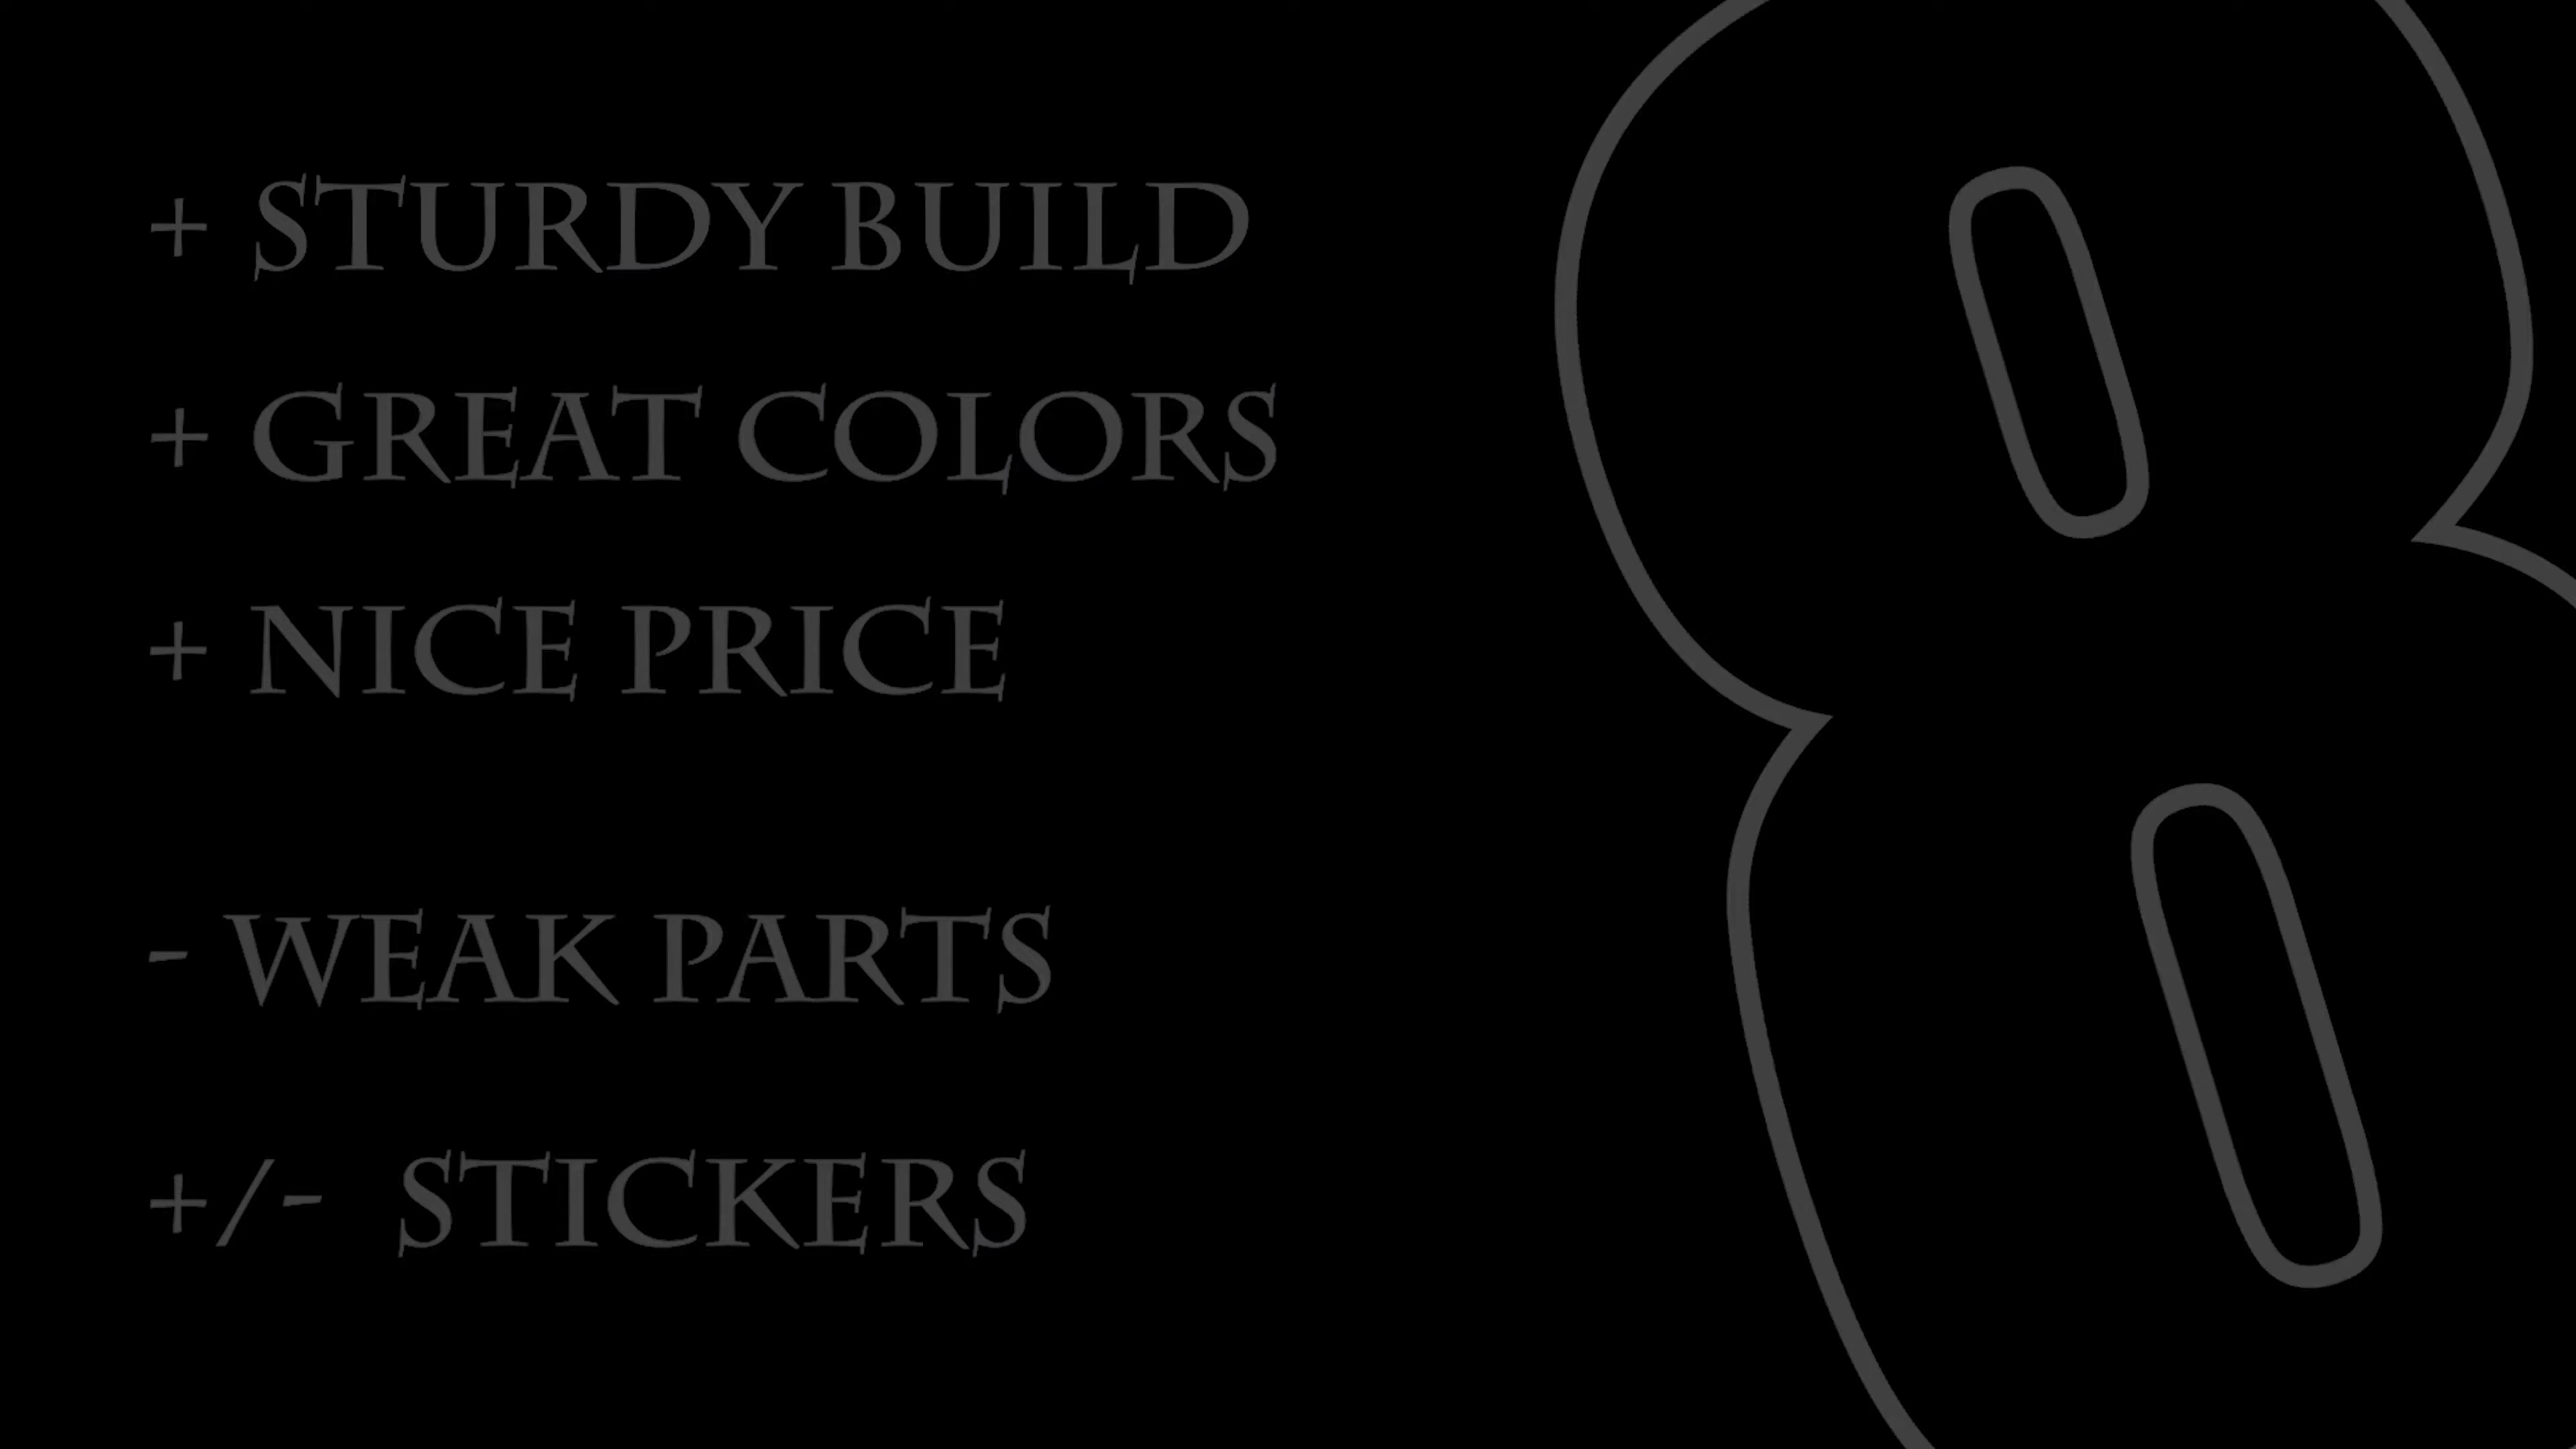 + STURDY BUILD
+ GREAT COLORS
+ NICE PRICE
- WEAK PARTS
+/- STICKERS
8